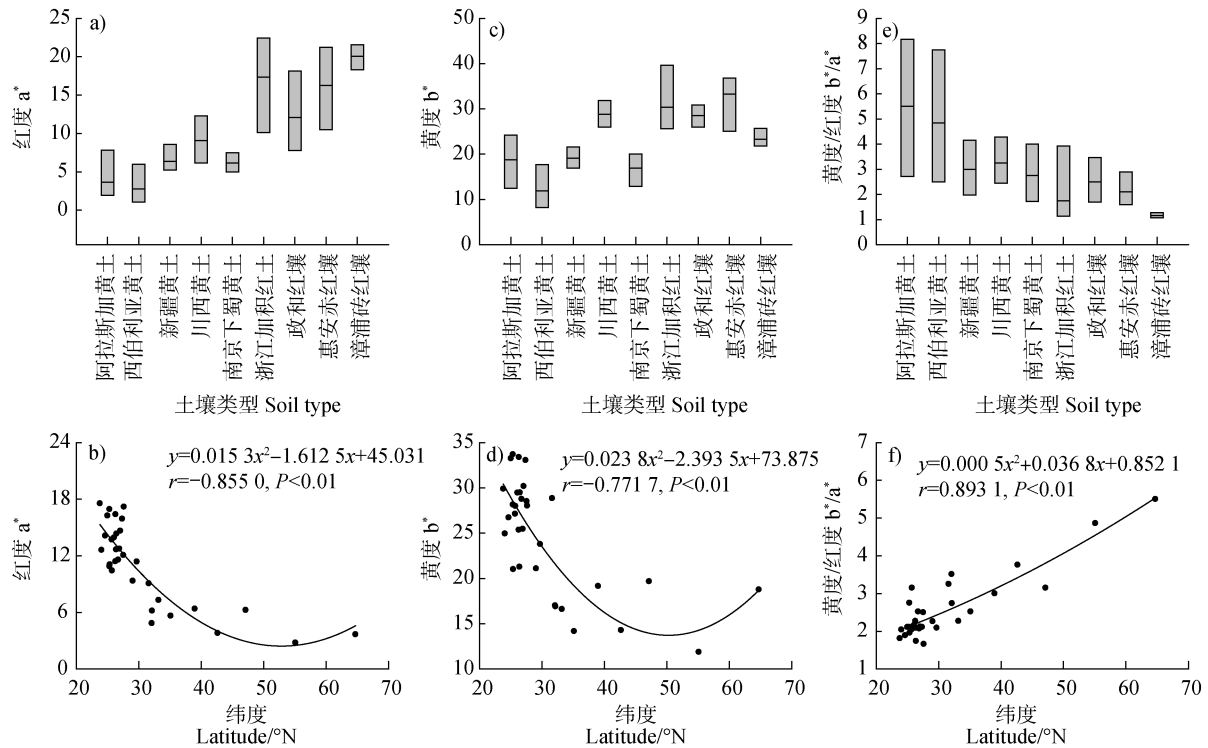 a)
红度 a*
25
20
15
10
5
0
阿拉斯加黄土
西伯利亚黄土
新疆黄土
川西黄土
南京下蜀黄土
浙江加积红土
政和红壤
惠安赤红壤
漳浦砖红壤
土壤类型 Soil type
c)
黄度 b*
50
40
30
20
10
0
阿拉斯加黄土
西伯利亚黄土
新疆黄土
川西黄土
南京下蜀黄土
浙江加积红土
政和红壤
惠安赤红壤
漳浦砖红壤
土壤类型 Soil type
e)
黄度/红度 b*/a*
9
8
7
6
5
4
3
2
1
0
阿拉斯加黄土
西伯利亚黄土
新疆黄土
川西黄土
南京下蜀黄土
浙江加积红土
政和红壤
惠安赤红壤
漳浦砖红壤
土壤类型 Soil type
b)
y=0.015 3x²−1.612 5x+45.031
r=−0.855 0, P<0.01
红度 a*
24
18
12
6
0
20 30 40 50 60 70
纬度
Latitude/°N
d)
y=0.023 8x²−2.393 5x+73.875
r=−0.771 7, P<0.01
黄度 b*
35
30
25
20
15
10
20 30 40 50 60 70
纬度
Latitude/°N
f)
y=0.000 5x²+0.036 8x+0.852 1
r=0.893 1, P<0.01
黄度/红度 b*/a*
7
6
5
4
3
2
1
20 30 40 50 60 70
纬度
Latitude/°N